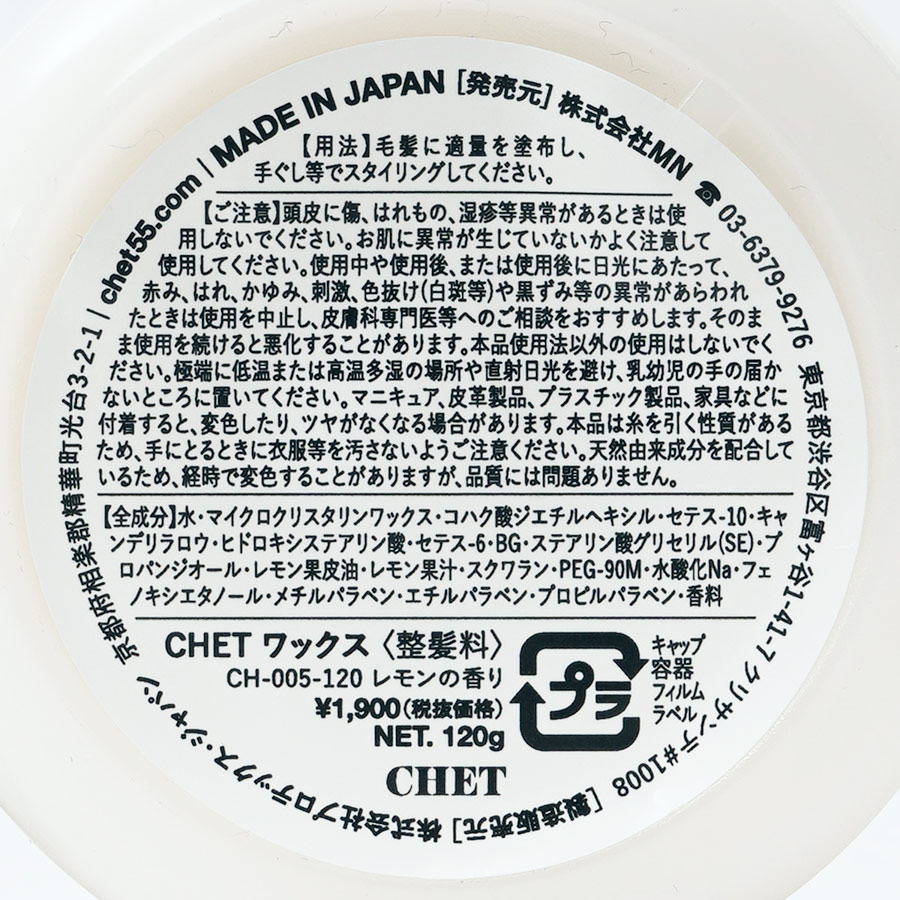 chet55.com | MADE IN JAPAN [発売元] 株式会社MN ☎ 03-6379-9276 東京都渋谷区富ヶ谷1-41-7 クリサンテ#1008
[製造販売元] 株式会社プロテックス・ジャパン 京都府相楽郡精華町光台3-2-1 |
【用法】毛髪に適量を塗布し、
手ぐし等でスタイリングしてください。
【ご注意】頭皮に傷、はれもの、湿疹等異常があるときは使
用しないでください。お肌に異常が生じていないかよく注意して
使用してください。使用中や使用後、または使用後に日光にあたって、
赤み、はれ、かゆみ、刺激、色抜け(白斑等)や黒ずみ等の異常があらわれ
たときは使用を中止し、皮膚科専門医等へのご相談をおすすめします。そのま
ま使用を続けると悪化することがあります。本品使用法以外の使用はしないでく
ださい。極端に低温または高温多湿の場所や直射日光を避け、乳幼児の手の届か
ないところに置いてください。マニキュア、皮革製品、プラスチック製品、家具などに
付着すると、変色したり、ツヤがなくなる場合があります。本品は糸を引く性質がある
ため、手にとるときに衣服等を汚さないようご注意ください。天然由来成分を配合して
いるため、経時で変色することがありますが、品質には問題ありません。
【全成分】水・マイクロクリスタリンワックス・コハク酸ジエチルヘキシル・セテス-10・キャ
ンデリラロウ・ヒドロキシステアリン酸・セテス-6・BG・ステアリン酸グリセリル(SE)・プ
ロパンジオール・レモン果皮油・レモン果汁・スクワラン・PEG-90M・水酸化Na・フェ
ノキシエタノール・メチルパラベン・エチルパラベン・プロピルパラベン・香料
CHET ワックス〈整髪料〉
CH-005-120 レモンの香り
¥1,900(税抜価格)
NET. 120g
CHET
プラ
キャップ
容器
フィルム
ラベル